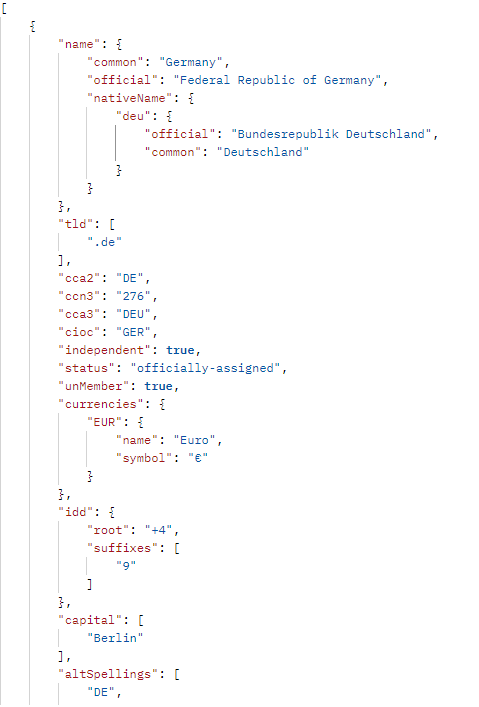 [
    {
        "name": {
            "common": "Germany",
            "official": "Federal Republic of Germany",
            "nativeName": {
                "deu": {
                    "official": "Bundesrepublik Deutschland",
                    "common": "Deutschland"
                }
            }
        },
        "tld": [
            ".de"
        ],
        "cca2": "DE",
        "ccn3": "276",
        "cca3": "DEU",
        "cioc": "GER",
        "independent": true,
        "status": "officially-assigned",
        "unMember": true,
        "currencies": {
            "EUR": {
                "name": "Euro",
                "symbol": "€"
            }
        },
        "idd": {
            "root": "+4",
            "suffixes": [
                "9"
            ]
        },
        "capital": [
            "Berlin"
        ],
        "altSpellings": [
            "DE",